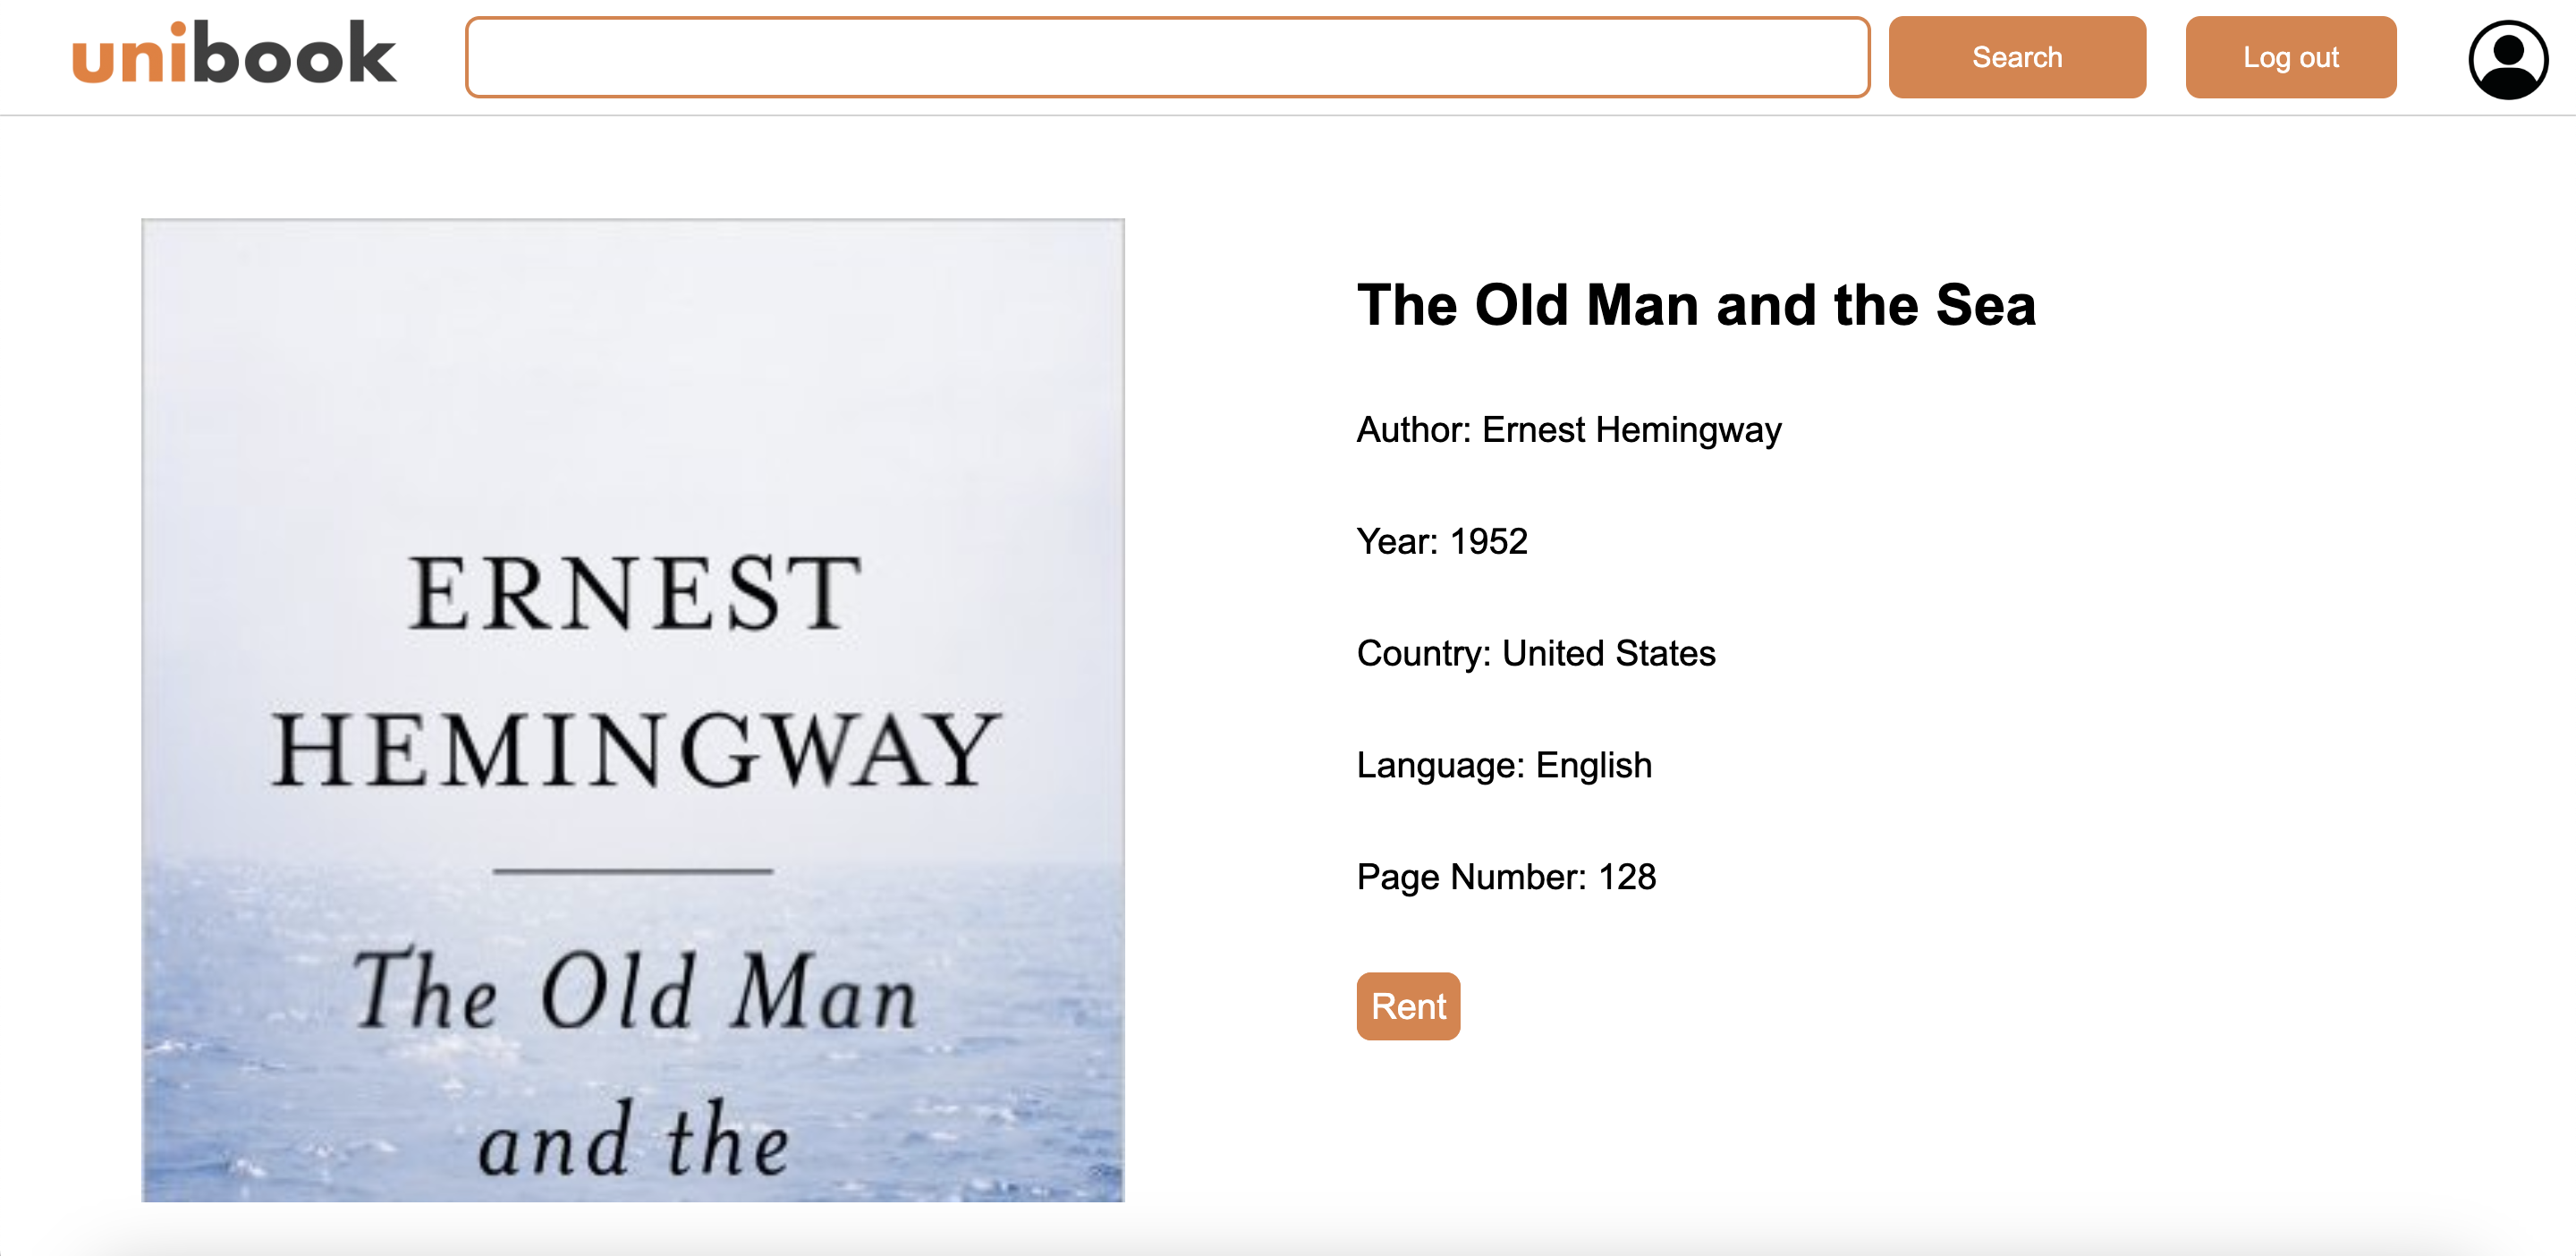 unibook
Search
Log out
ERNEST
HEMINGWAY
The Old Man
and the
The Old Man and the Sea
Author: Ernest Hemingway
Year: 1952
Country: United States
Language: English
Page Number: 128
Rent